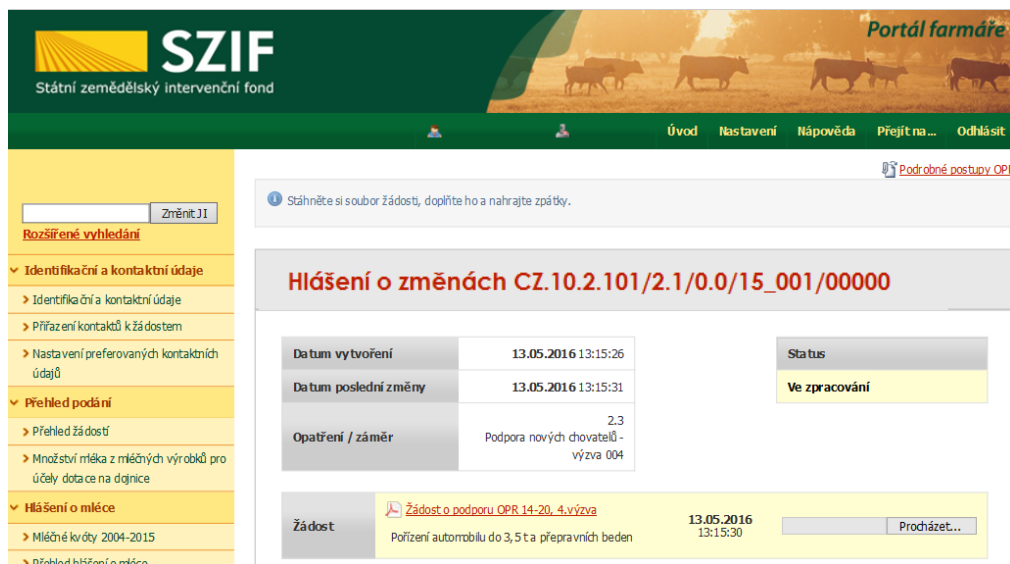 SZIF
Státní zemědělský intervenční fond
Portál farmáře
Úvod Nastavení Nápověda Přejít na... Odhlásit
Podrobné postupy OPR
Změnit JI
Rozšířené vyhledání
Stáhněte si soubor žádosti, doplňte ho a nahrajte zpátky.
Identifikační a kontaktní údaje
Identifikační a kontaktní údaje
Přiřazení kontaktů k žádostem
Nastavení preferovaných kontaktních
údajů
Přehled podání
Přehled žádostí
Množství mléka z mléčných výrobků pro
účely dotace na dojnice
Hlášení o mléce
Mléčné kvóty 2004-2015
Přehled hlášení o mléce
Hlášení o změnách CZ.10.2.101/2.1/0.0/15_001/00000
Datum vytvoření 13.05.2016 13:15:26
Datum poslední změny 13.05.2016 13:15:31
Opatření / záměr 2.3
Podpora nových chovatelů -
výzva 004
Status
Ve zpracování
Žádost
Žádost o podporu OPR 14-20, 4.výzva
Pořízení automobilu do 3,5 t a přepravních beden
13.05.2016
13:15:30
Procházet...